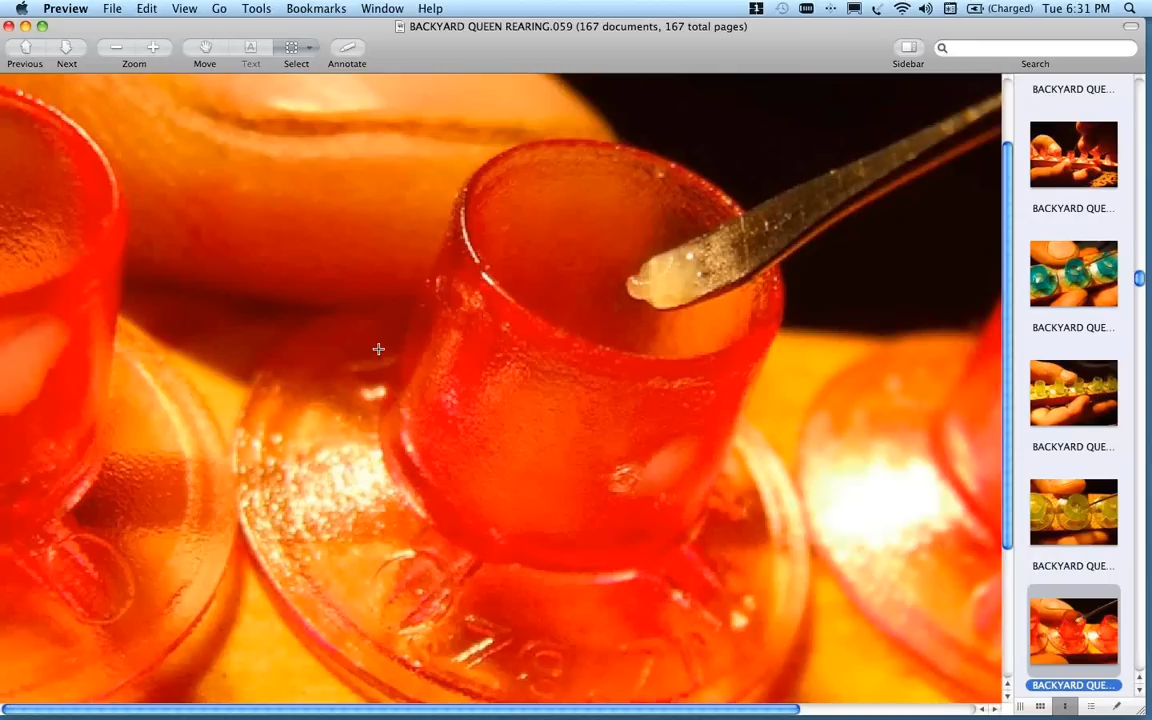 Preview File Edit View Go Tools Bookmarks Window Help 1 (Charged) Tue 6:31 PM
BACKYARD QUEEN REARING.059 (167 documents, 167 total pages)
Previous Next Zoom Move Text Select Annotate Sidebar Search
BACKYARD QUE...
BACKYARD QUE...
BACKYARD QUE...
BACKYARD QUE...
BACKYARD QUE...
BACKYARD QUE...